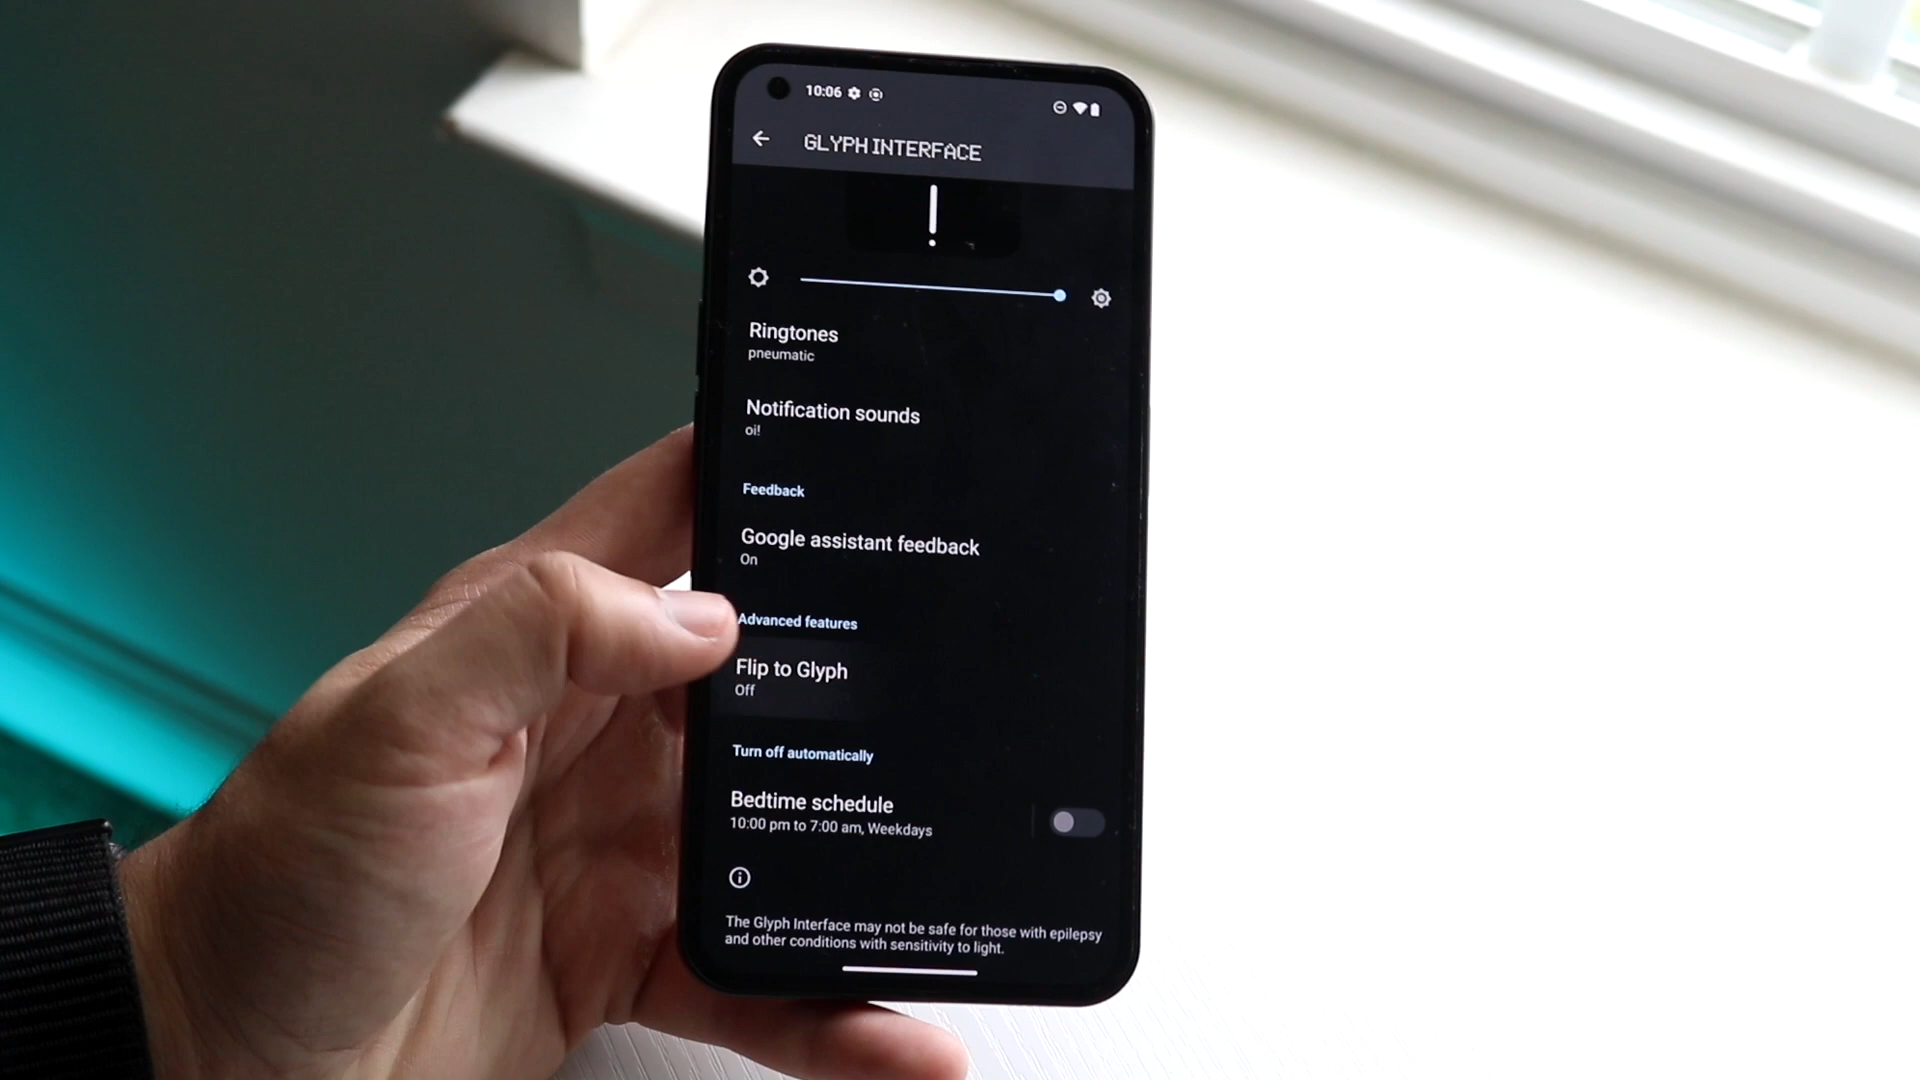 10:06
GLYPH INTERFACE
Ringtones
pneumatic
Notification sounds
oi!
Feedback
Google assistant feedback
On
Advanced features
Flip to Glyph
Off
Turn off automatically
Bedtime schedule
10:00 pm to 7:00 am, Weekdays
The Glyph Interface may not be safe for those with epilepsy
and other conditions with sensitivity to light.